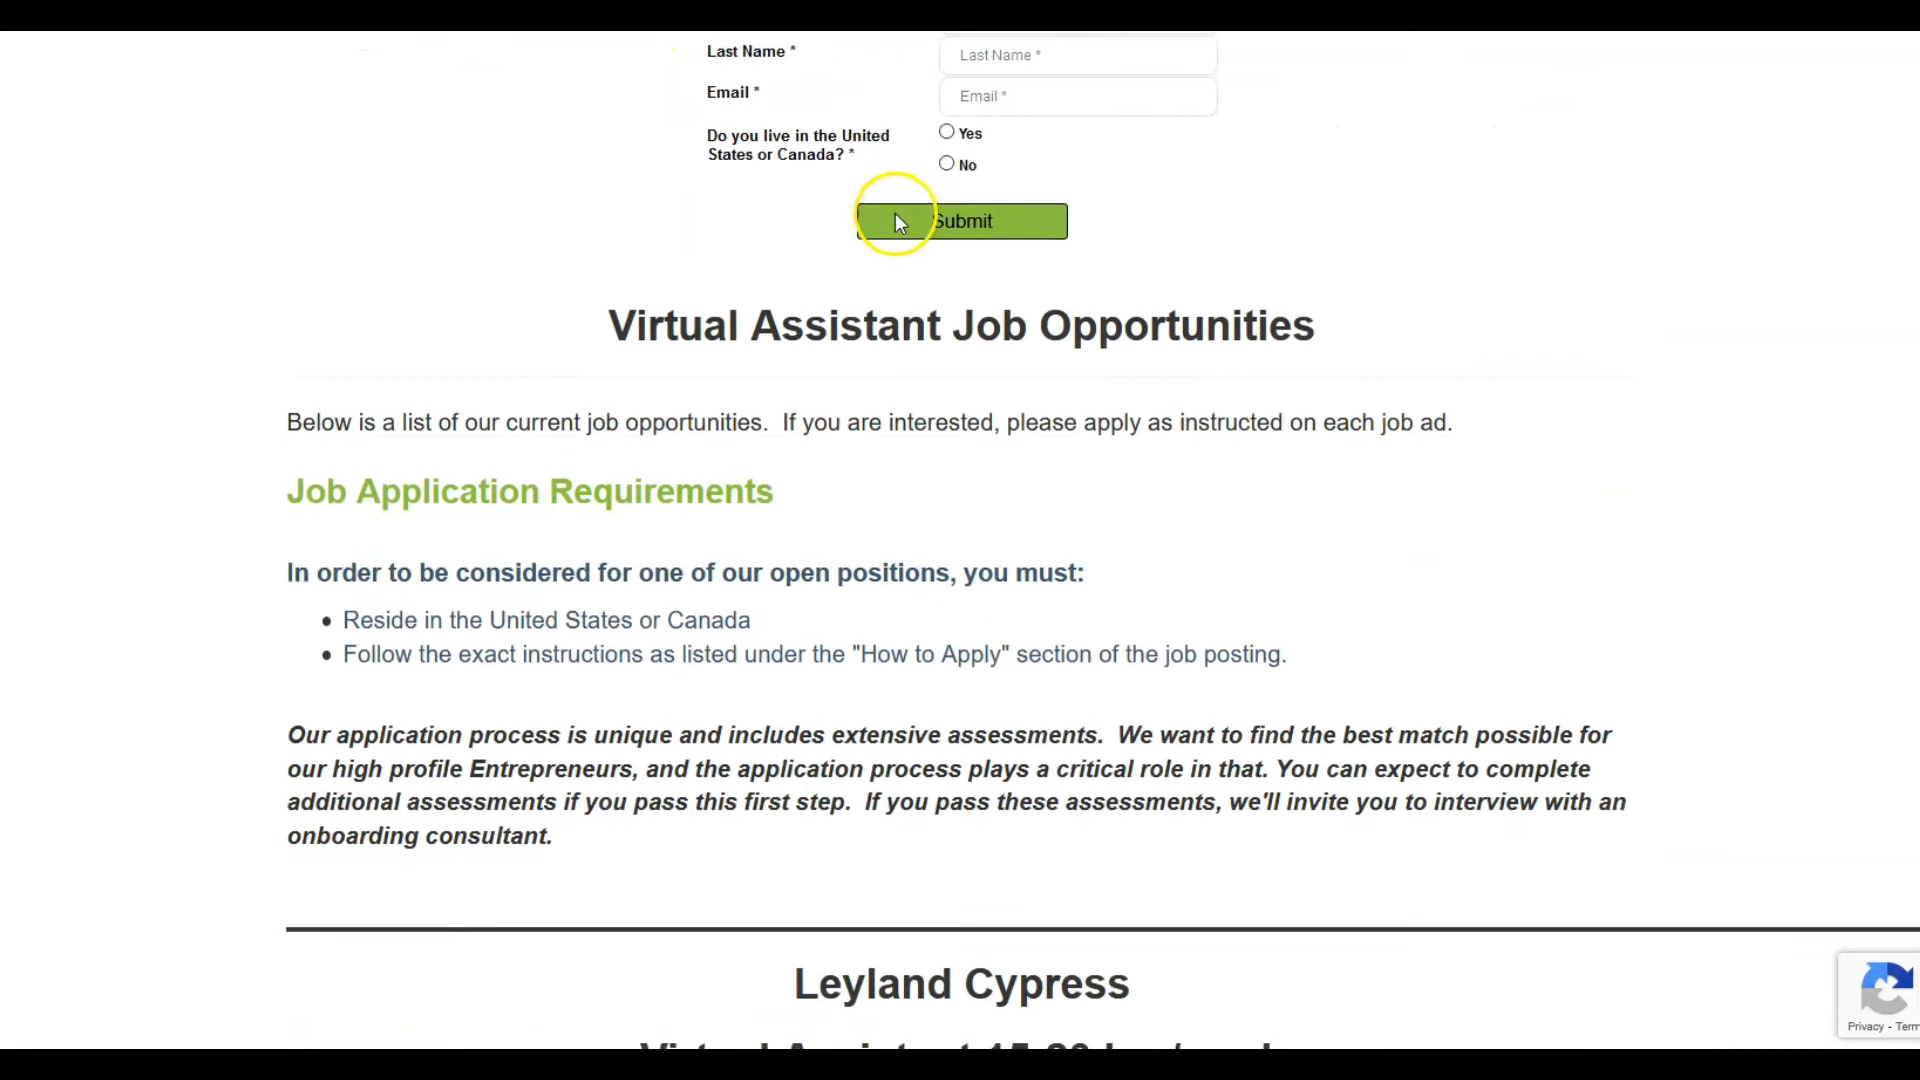 Last Name *
Last Name *
Email *
Email *
Do you live in the United
States or Canada? *
Yes
No
Submit
Virtual Assistant Job Opportunities
Below is a list of our current job opportunities.  If you are interested, please apply as instructed on each job ad.
Job Application Requirements
In order to be considered for one of our open positions, you must:
Reside in the United States or Canada
Follow the exact instructions as listed under the "How to Apply" section of the job posting.
Our application process is unique and includes extensive assessments.  We want to find the best match possible for
our high profile Entrepreneurs, and the application process plays a critical role in that. You can expect to complete
additional assessments if you pass this first step.  If you pass these assessments, we'll invite you to interview with an
onboarding consultant.
Leyland Cypress
Virtual Assistant
Privacy - Term